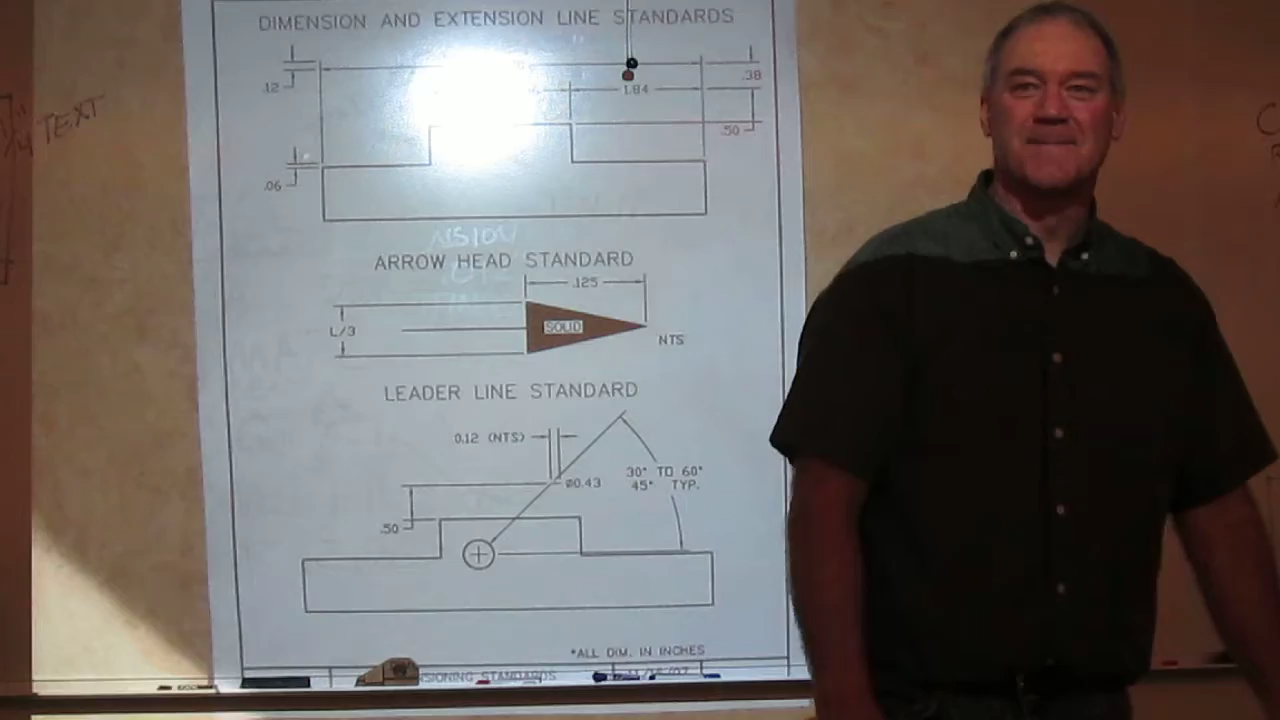 DIMENSION AND EXTENSION LINE STANDARDS
.12
.38
1.84
.50
.06
TEXT
ARROW HEAD STANDARD
.125
L/3
SOLID
NTS
LEADER LINE STANDARD
0.12 (NTS)
ø0.43
30° TO 60°
45° TYP.
.50
*ALL DIM. IN INCHES
STANDARDS